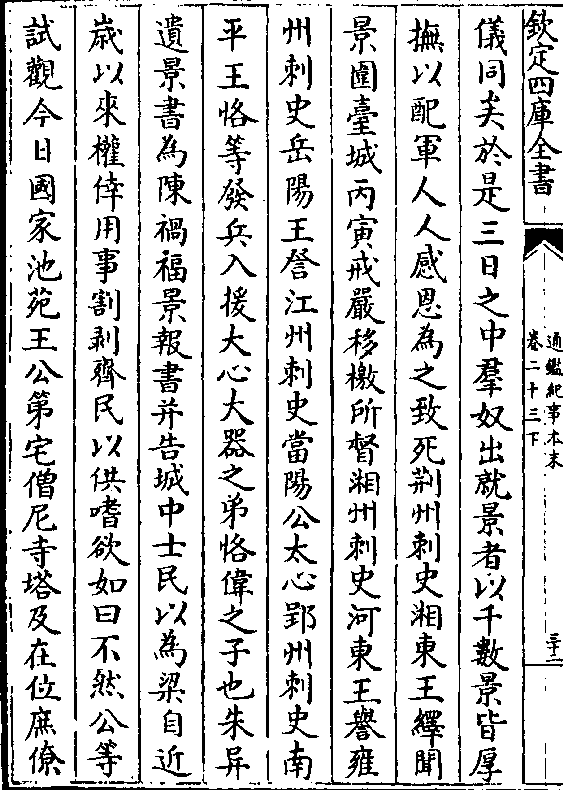 欽定四庫全書
通鑑紀事本末
卷二十三下
三十二
儀同矣於是三日之中羣奴出就景者以千數景皆厚
撫以配軍人人感恩為之致死荆州刺史湘東王繹聞
景圍臺城丙寅戒嚴移檄所督湘州刺史河東王譽雍
州刺史岳陽王詧江州刺史當陽公太心郢州刺史南
平王恪等發兵入援大心大器之弟恪偉之子也朱异
遺景書為陳禍福景報書并告城中士民以為梁自近
歲以來權倖用事割剥齊民以供嗜欲如曰不然公等
試觀今日國家池苑王公第宅僧尼寺塔及在位庶僚